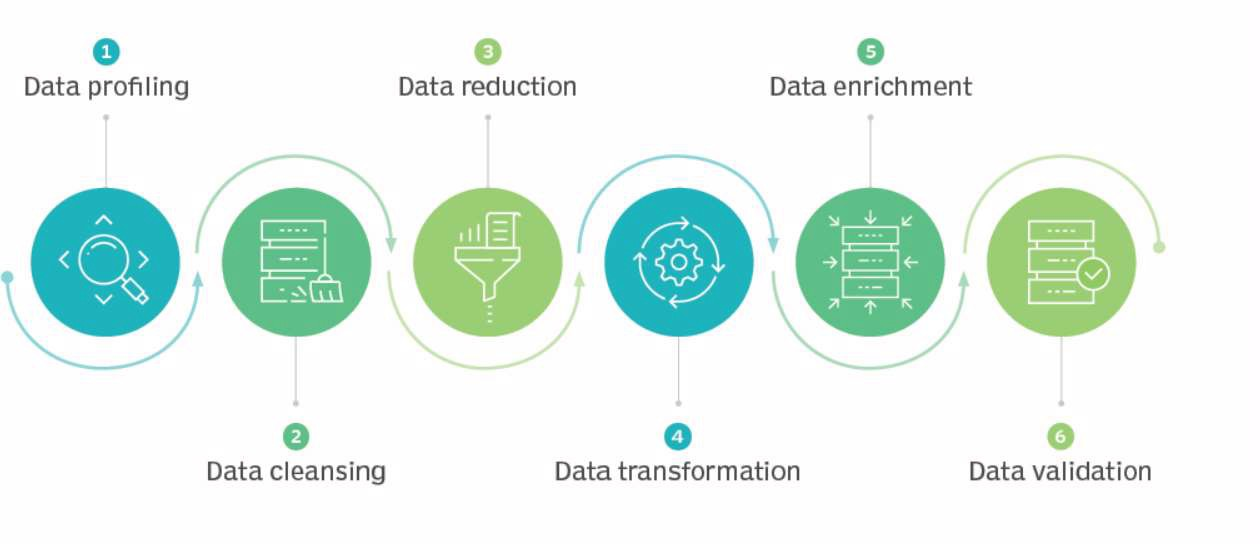 1
Data profiling
2
Data cleansing
3
Data reduction
4
Data transformation
5
Data enrichment
6
Data validation